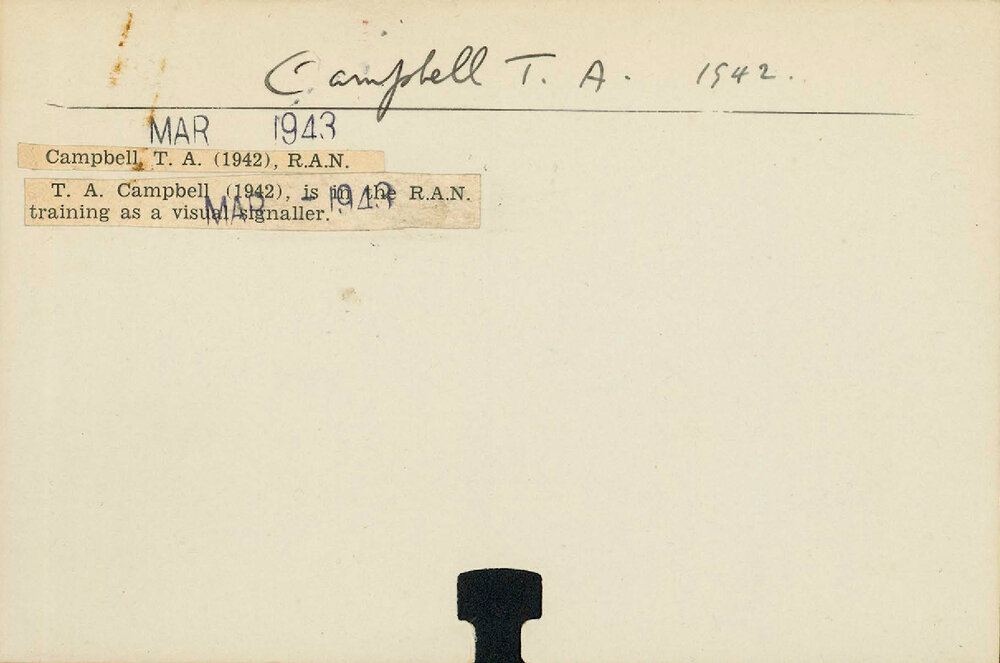 Campbell T. A. 1942.
MAR 1943
Campbell, T. A. (1942), R.A.N.
T. A. Campbell (1942), is in the R.A.N.
training as a visual signaller.
MAR - 1943